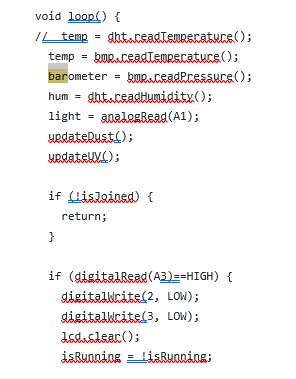 void loop() {
//  temp = dht.readTemperature();
temp = bmp.readTemperature();
barometer = bmp.readPressure();
hum = dht.readHumidity();
light = analogRead(A1);
updateDust();
updateUV();
if (!isJoined) {
return;
}
if (digitalRead(A3)==HIGH) {
digitalWrite(2, LOW);
digitalWrite(3, LOW);
lcd.clear();
isRunning = !isRunning;